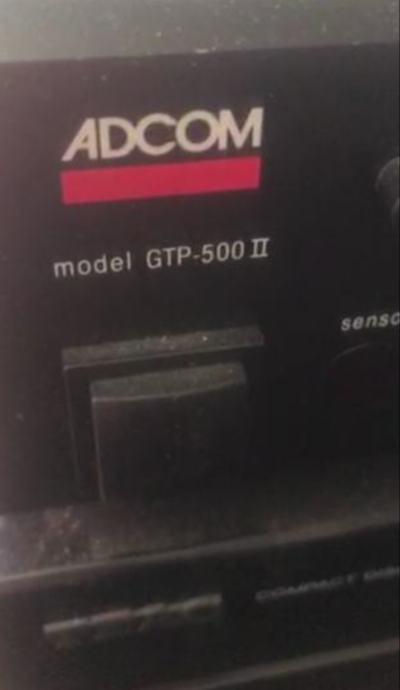 ADCOM
model GTP-500 II
senso
COMPACT DISC